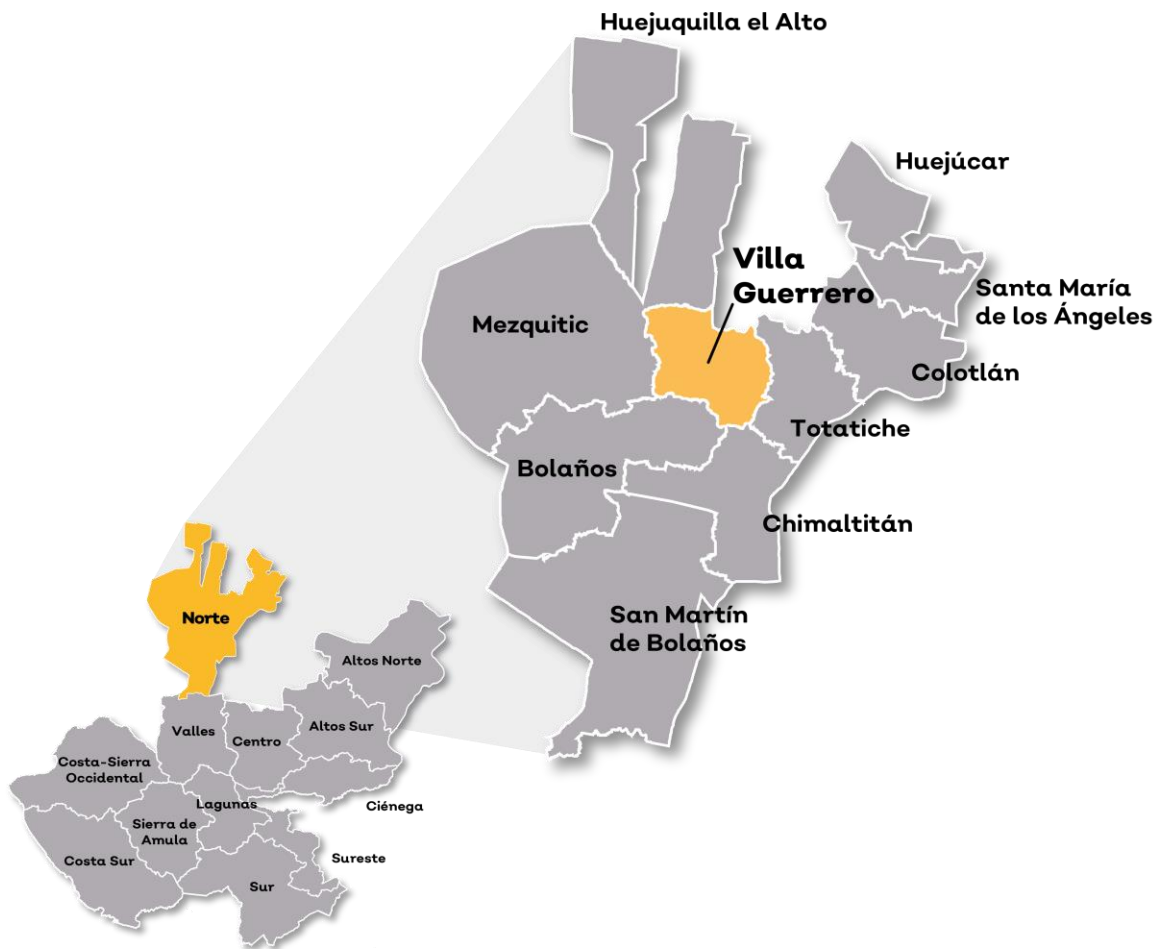 Huejuquilla el Alto
Huejúcar
Villa
Guerrero
Santa María
de los Ángeles
Mezquitic
Colotlán
Totatiche
Bolaños
Chimaltitán
San Martín
de Bolaños
Norte
Altos Norte
Valles
Centro
Altos Sur
Costa-Sierra
Occidental
Lagunas
Ciénega
Sierra de
Amula
Costa Sur
Sureste
Sur